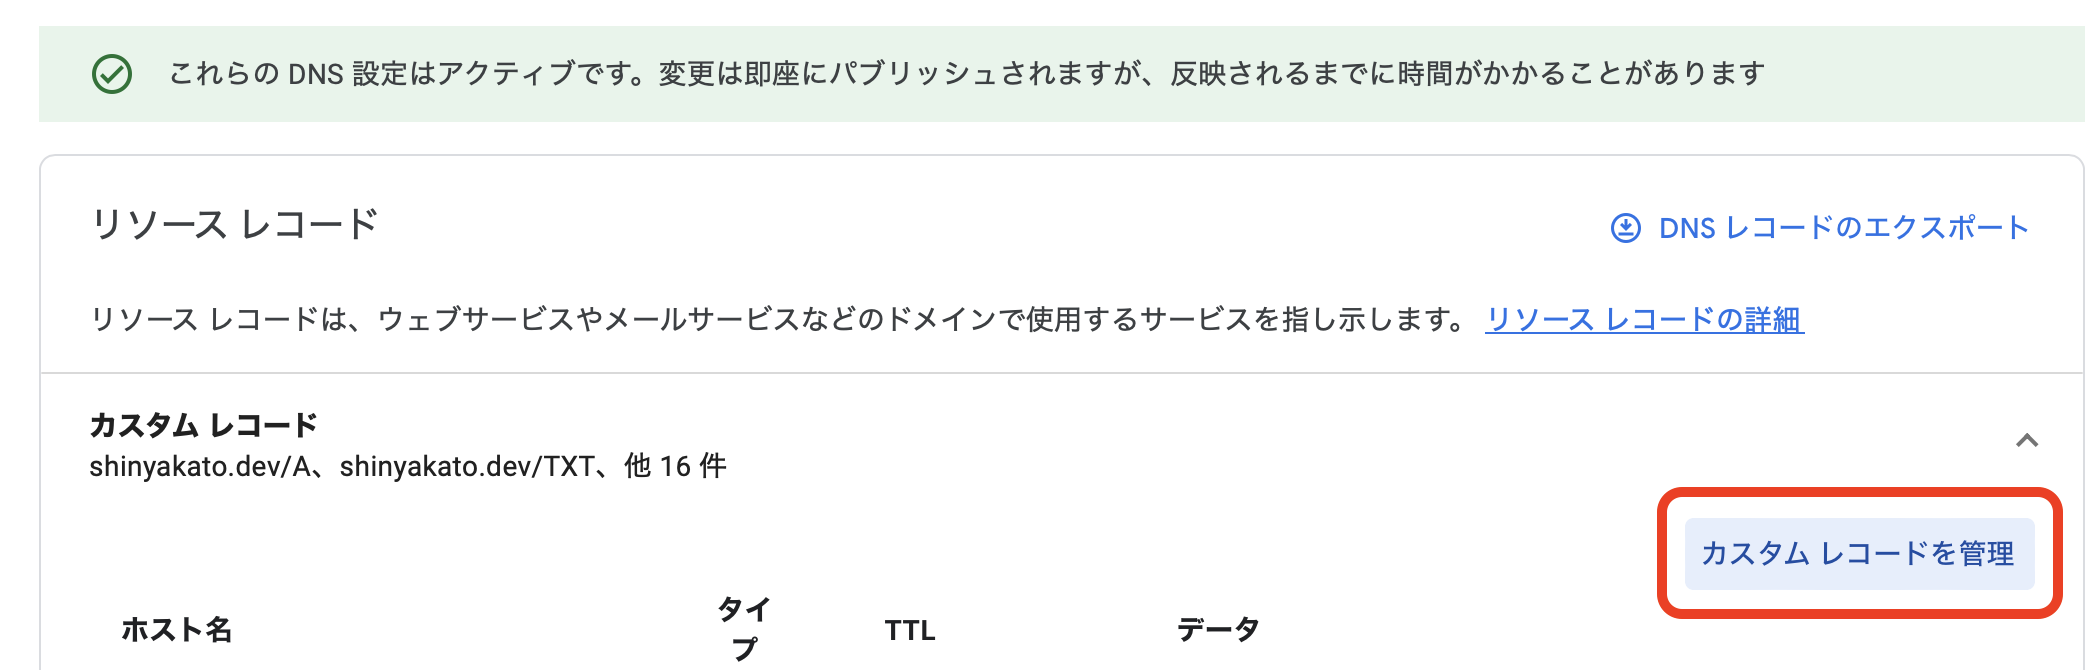 これらの DNS 設定はアクティブです。変更は即座にパブリッシュされますが、反映されるまでに時間がかかることがあります
リソース レコード
DNS レコードのエクスポート
リソース レコードは、ウェブサービスやメールサービスなどのドメインで使用するサービスを指し示します。 リソース レコードの詳細
カスタム レコード
shinyakato.dev/A、shinyakato.dev/TXT、他 16 件
カスタム レコードを管理
ホスト名 タイプ TTL データ